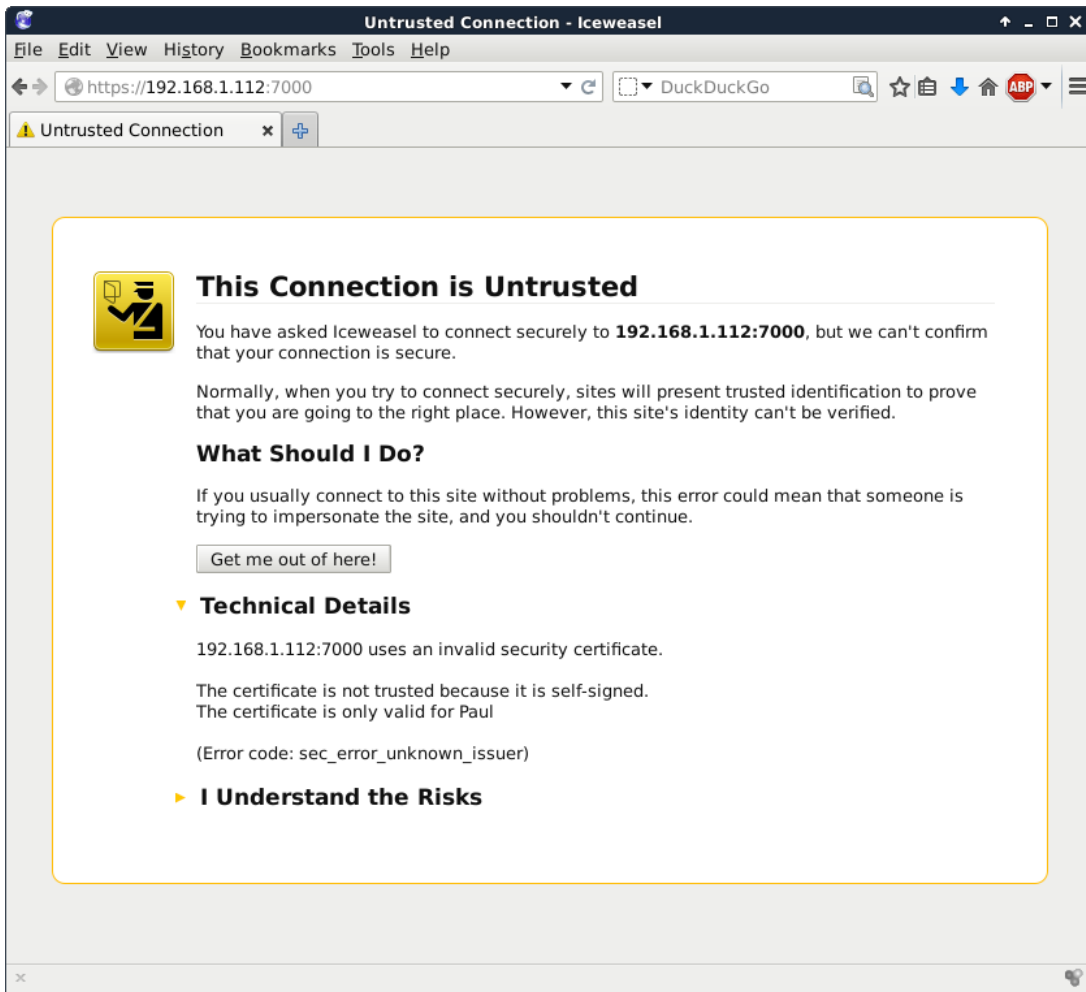 Untrusted Connection - Iceweasel
File Edit View History Bookmarks Tools Help
https://192.168.1.112:7000 DuckDuckGo ABP
Untrusted Connection
This Connection is Untrusted
You have asked Iceweasel to connect securely to 192.168.1.112:7000, but we can't confirm
that your connection is secure.
Normally, when you try to connect securely, sites will present trusted identification to prove
that you are going to the right place. However, this site's identity can't be verified.
What Should I Do?
If you usually connect to this site without problems, this error could mean that someone is
trying to impersonate the site, and you shouldn't continue.
Get me out of here!
Technical Details
192.168.1.112:7000 uses an invalid security certificate.
The certificate is not trusted because it is self-signed.
The certificate is only valid for Paul
(Error code: sec_error_unknown_issuer)
I Understand the Risks